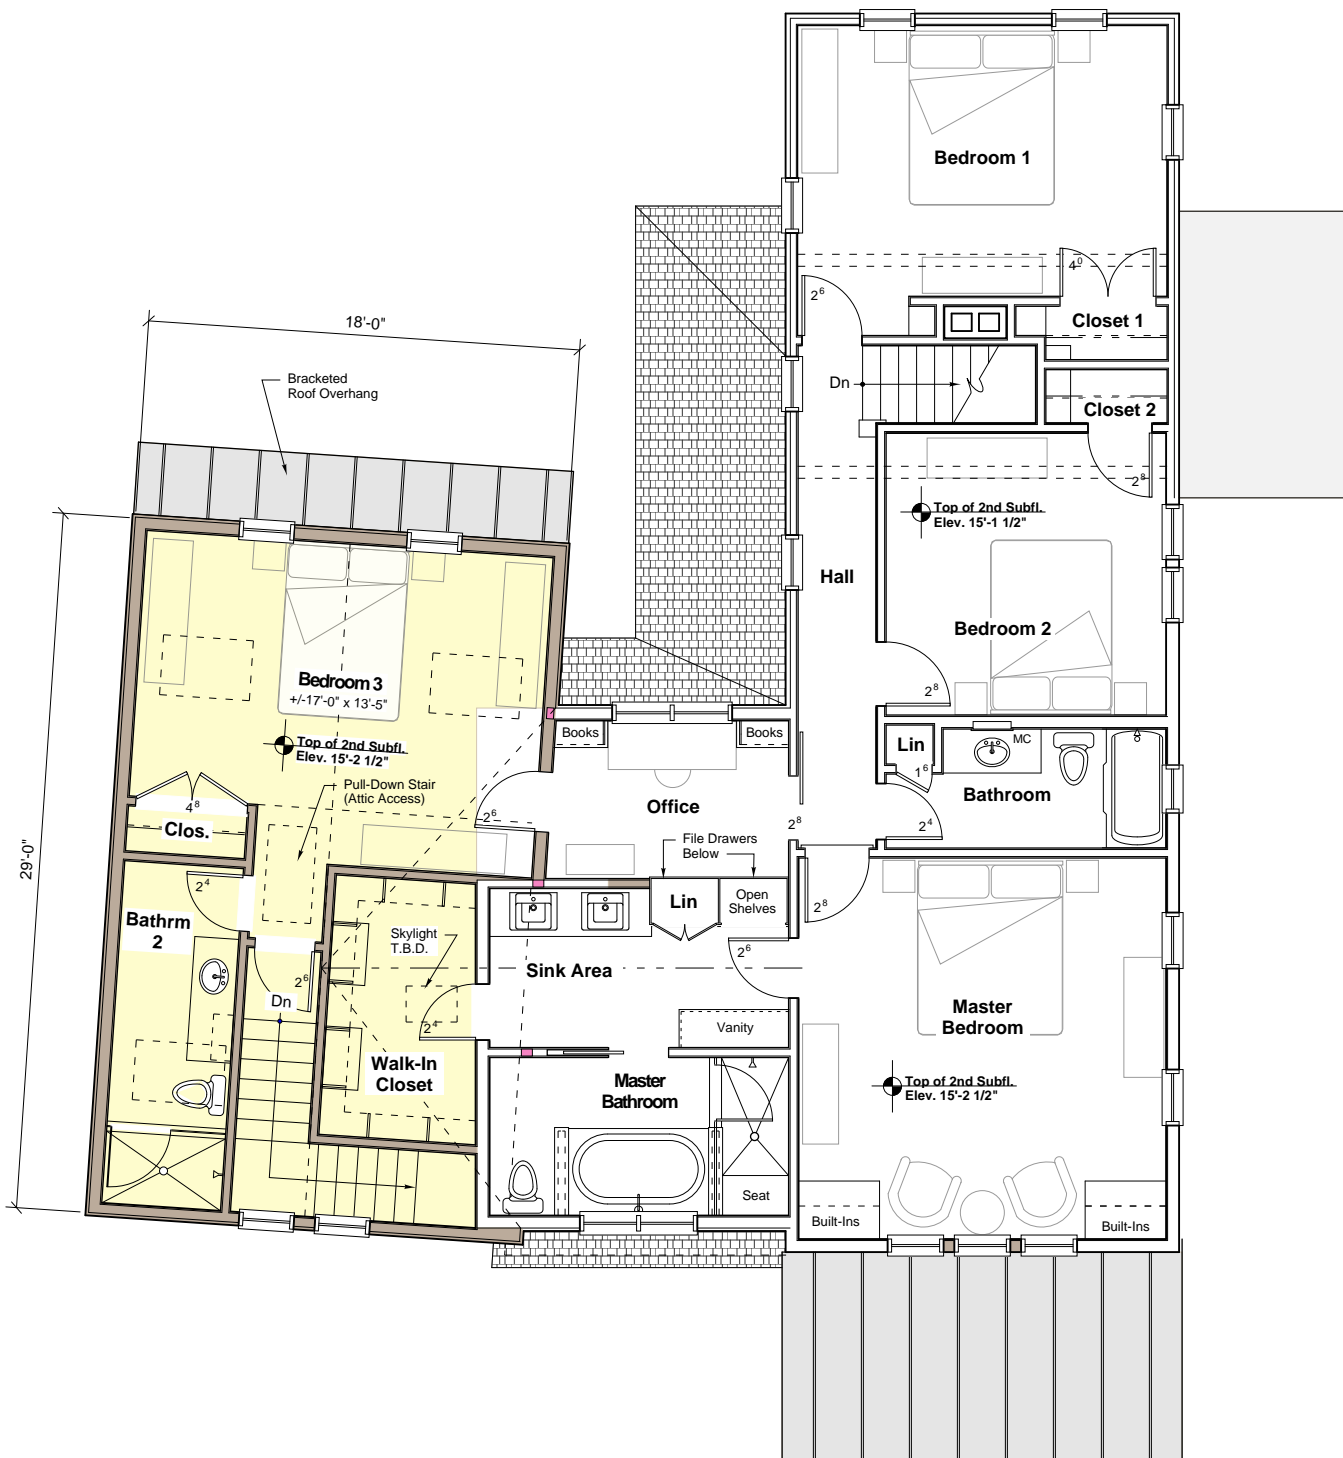 Bedroom 1
4⁰
2⁶
Closet 1
18'-0"
Bracketed
Roof Overhang
Dn
Closet 2
2⁸
Top of 2nd Subfl.
Elev. 15'-1 1/2"
Hall
Bedroom 2
2⁸
Bedroom 3
+/-17'-0" x 13'-5"
Top of 2nd Subfl.
Elev. 15'-2 1/2"
Books
Books
Lin
MC
1⁶
Pull-Down Stair
(Attic Access)
Office
Bathroom
4⁸
Clos.
2⁶
2⁸
2⁴
File Drawers
Below
29'-0"
2⁴
Lin
Open
Shelves
2⁸
Bathrm
2
Skylight
T.B.D.
Sink Area
2⁶
2⁶
Dn
2⁴
Vanity
Master
Bedroom
Walk-In
Closet
Master
Bathroom
Top of 2nd Subfl.
Elev. 15'-2 1/2"
Seat
Built-Ins
Built-Ins